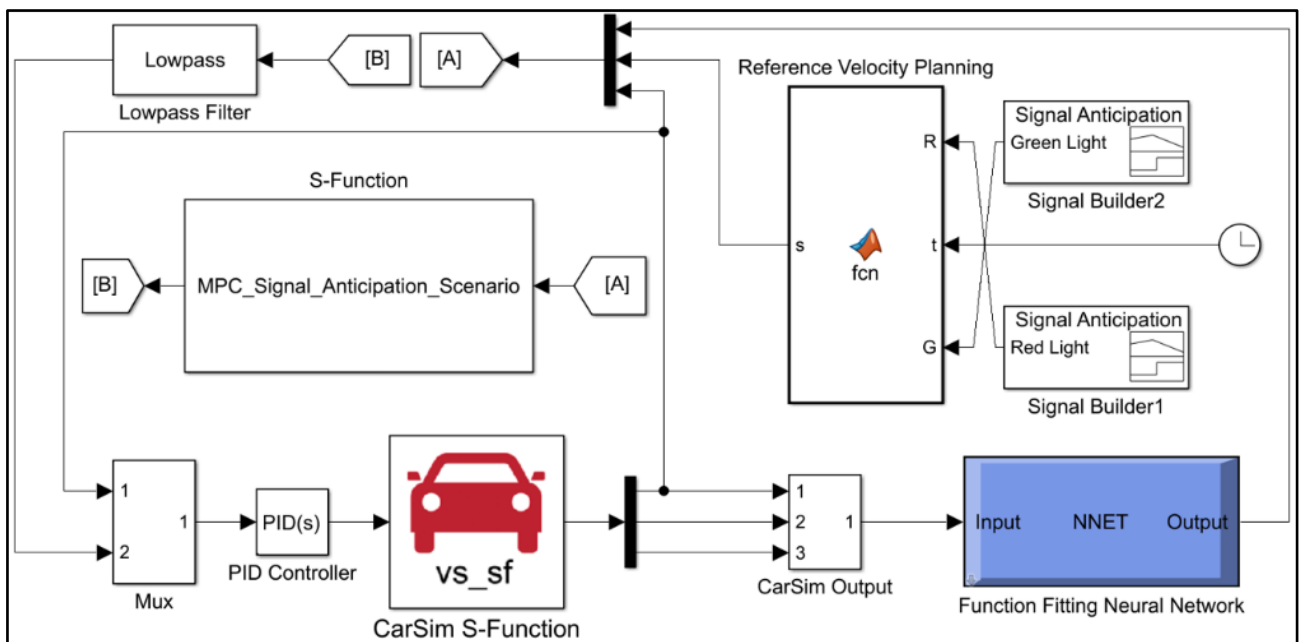 Lowpass
Lowpass Filter
[B]
[A]
Reference Velocity Planning
R
t
G
s
fcn
Signal Anticipation
Green Light
Signal Builder2
Signal Anticipation
Red Light
Signal Builder1
S-Function
[B]
MPC_Signal_Anticipation_Scenario
[A]
1
2
1
Mux
PID(s)
PID Controller
vs_sf
CarSim S-Function
1
2
3
1
CarSim Output
Input NNET Output
Function Fitting Neural Network